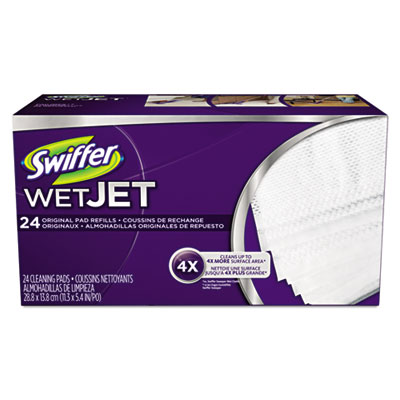 Swiffer
WETJET
24 ORIGINAL PAD REFILLS • COUSSINS DE RECHANGE
ORIGINAUX • ALMOHADILLAS ORIGINALES DE REPUESTO
4X
CLEANS UP TO
4X MORE SURFACE AREA*
NETTOIE UNE SURFACE
JUSQU'À 4X PLUS GRANDE*
24 CLEANING PADS • COUSSINS NETTOYANTS
ALMOHADILLAS DE LIMPIEZA
28.8 x 13.8 cm (11.3 x 5.4 IN/PO)